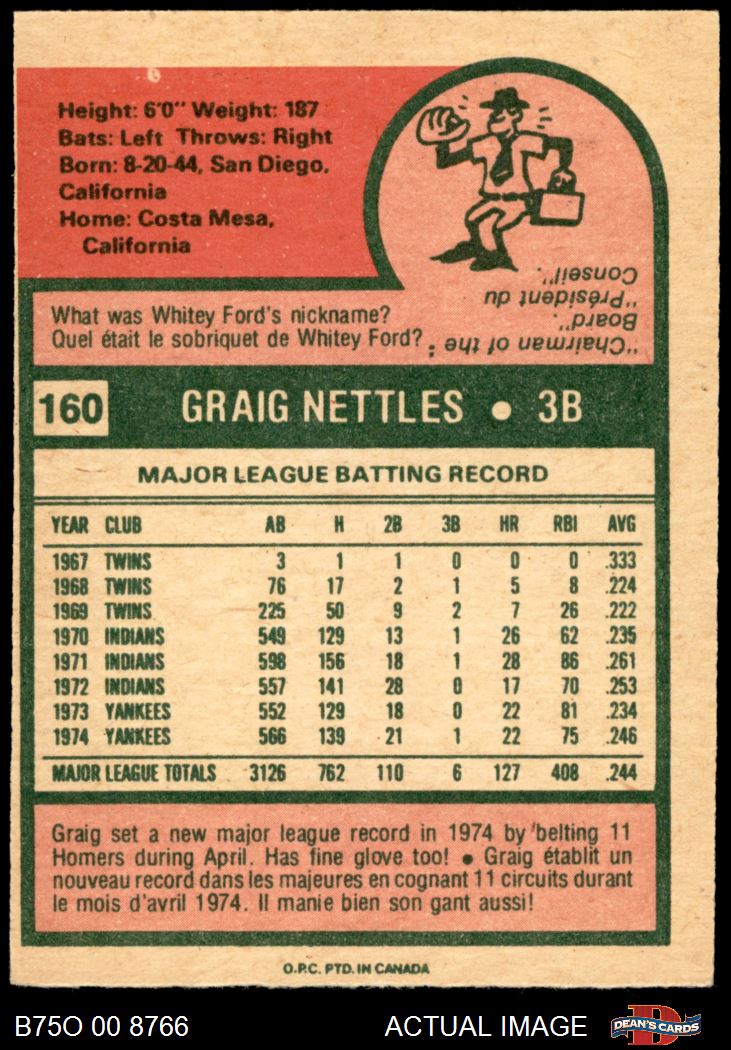 Height: 6'0" Weight: 187
Bats: Left Throws: Right
Born: 8-20-44, San Diego,
California
Home: Costa Mesa,
California
What was Whitey Ford's nickname?
Quel était le sobriquet de Whitey Ford?
"Chairman of the :
Board".
"Président du
Conseil".
160 GRAIG NETTLES • 3B
MAJOR LEAGUE BATTING RECORD
YEAR CLUB AB H 2B 3B HR RBI AVG
1967 TWINS 3 1 1 0 0 0 .333
1968 TWINS 76 17 2 1 5 8 .224
1969 TWINS 225 50 9 2 7 26 .222
1970 INDIANS 549 129 13 1 26 62 .235
1971 INDIANS 598 156 18 1 28 86 .261
1972 INDIANS 557 141 28 0 17 70 .253
1973 YANKEES 552 129 18 0 22 81 .234
1974 YANKEES 566 139 21 1 22 75 .246
MAJOR LEAGUE TOTALS 3126 762 110 6 127 408 .244
Graig set a new major league record in 1974 by belting 11
Homers during April. Has fine glove too! • Graig établit un
nouveau record dans les majeures en cognant 11 circuits durant
le mois d'avril 1974. Il manie bien son gant aussi!
O.P.C. PTD. IN CANADA
B75O 00 8766 ACTUAL IMAGE D DEAN'S CARDS